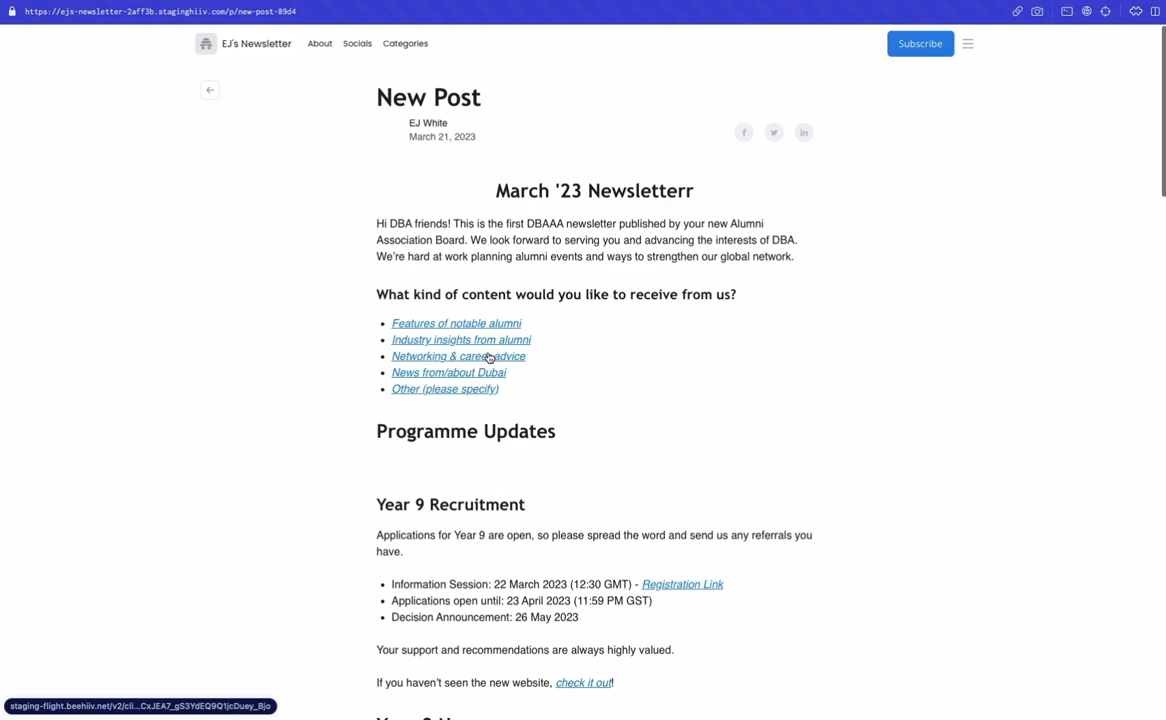 https://ejs-newsletter-2aff3b.staginghiiv.com/p/new-post-89d4
EJ's Newsletter About Socials Categories Subscribe
New Post
EJ White
March 21, 2023
March '23 Newsletterr
Hi DBA friends! This is the first DBAAA newsletter published by your new Alumni
Association Board. We look forward to serving you and advancing the interests of DBA.
We're hard at work planning alumni events and ways to strengthen our global network.
What kind of content would you like to receive from us?
• Features of notable alumni
• Industry insights from alumni
• Networking & career advice
• News from/about Dubai
• Other (please specify)
Programme Updates
Year 9 Recruitment
Applications for Year 9 are open, so please spread the word and send us any referrals you
have.
• Information Session: 22 March 2023 (12:30 GMT) - Registration Link
• Applications open until: 23 April 2023 (11:59 PM GST)
• Decision Announcement: 26 May 2023
Your support and recommendations are always highly valued.
If you haven't seen the new website, check it out!
staging-flight.beehiiv.net/v2/cli...CxJEA7_gS3YdEQ9Q1jcDuey_Bjo